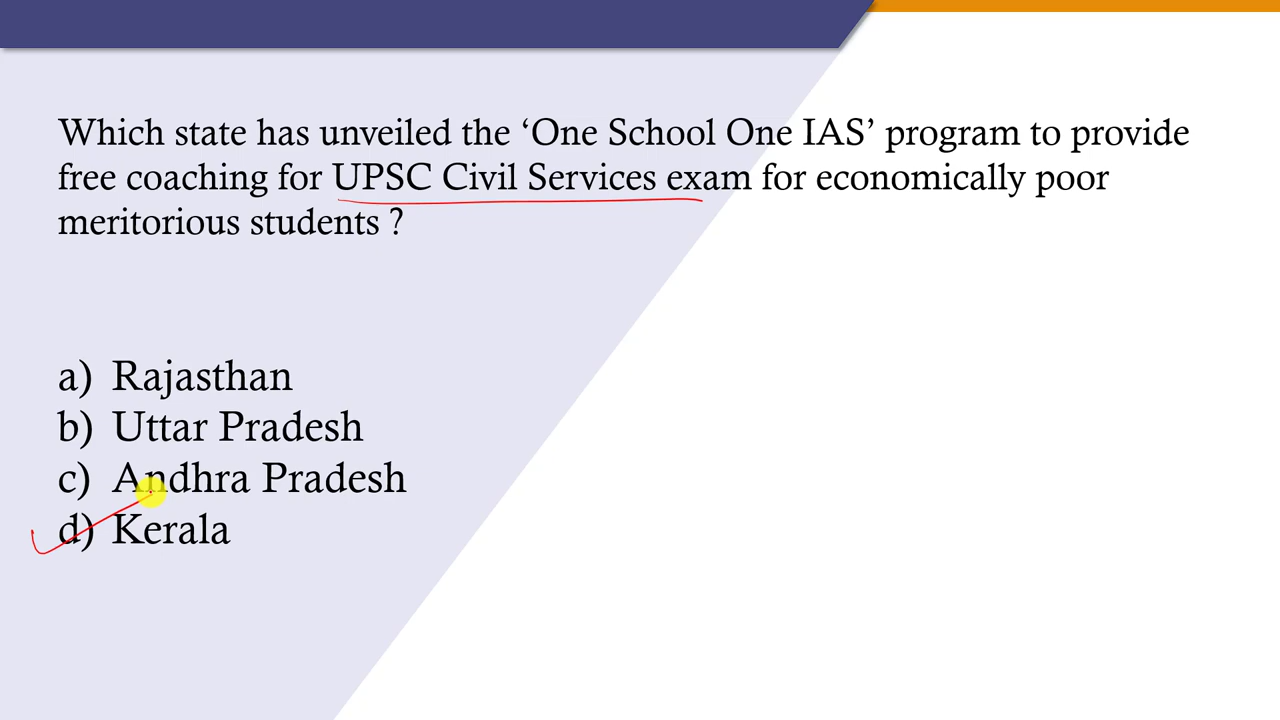 Which state has unveiled the ‘One School One IAS’ program to provide
free coaching for UPSC Civil Services exam for economically poor
meritorious students ?
a) Rajasthan
b) Uttar Pradesh
c) Andhra Pradesh
d) Kerala